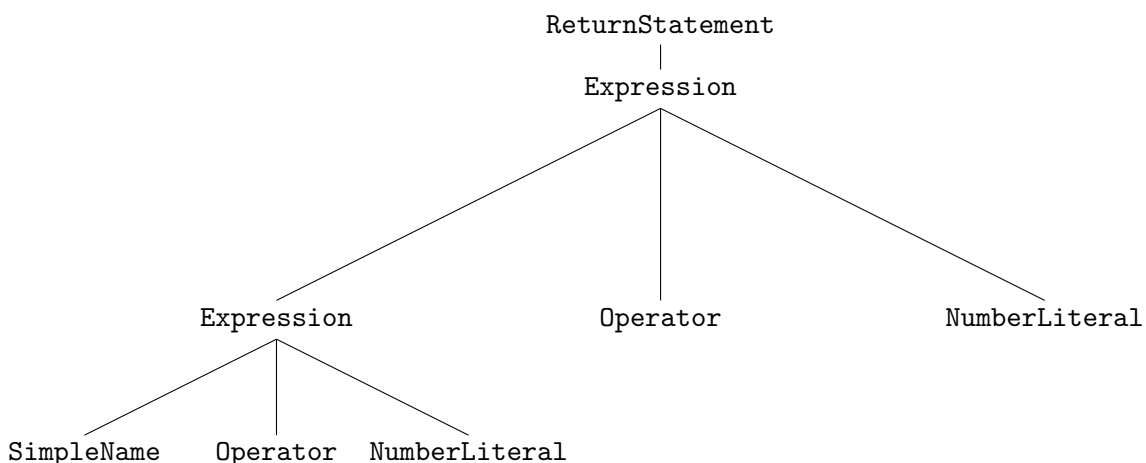 ReturnStatement
Expression
Expression Operator NumberLiteral
SimpleName Operator NumberLiteral